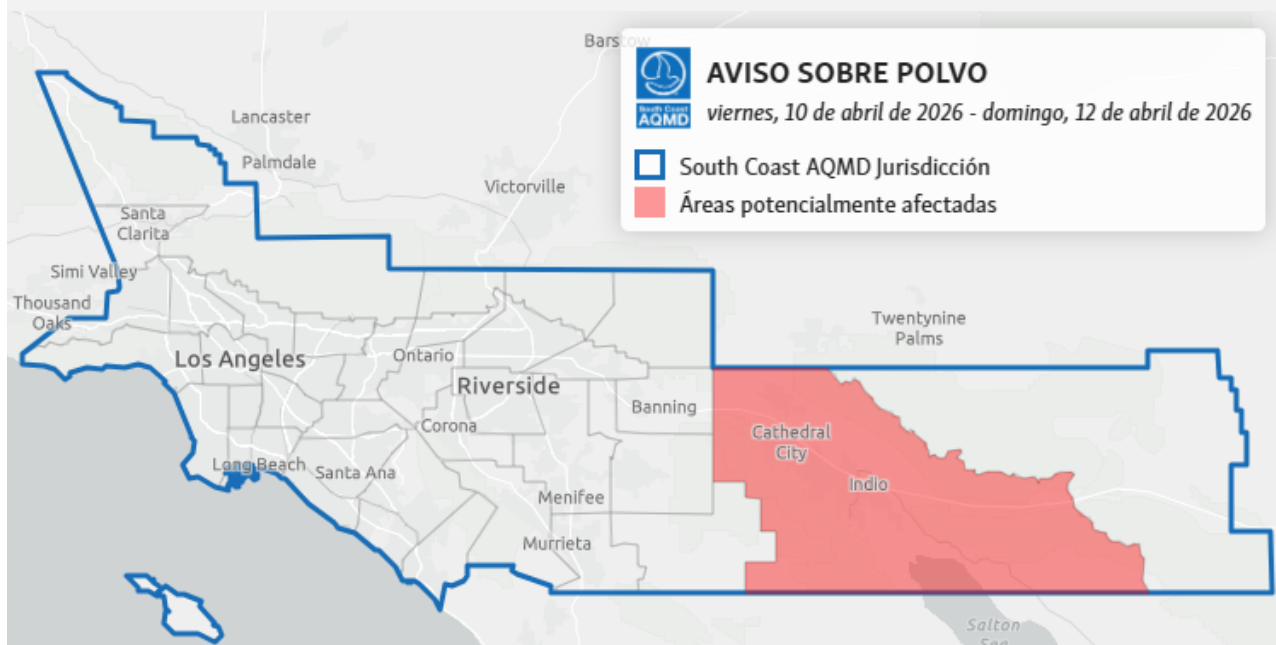 Barstow
AVISO SOBRE POLVO
South Coast
AQMD
viernes, 10 de abril de 2026 - domingo, 12 de abril de 2026
South Coast AQMD Jurisdicción
Áreas potencialmente afectadas
Lancaster
Palmdale
Victorville
Santa
Clarita
Simi Valley
Thousand
Oaks
Twentynine
Palms
Los Angeles
Ontario
Riverside
Banning
Corona
Cathedral
City
Long Beach
Santa Ana
Indio
Menifee
Murrieta
Salton
Sea